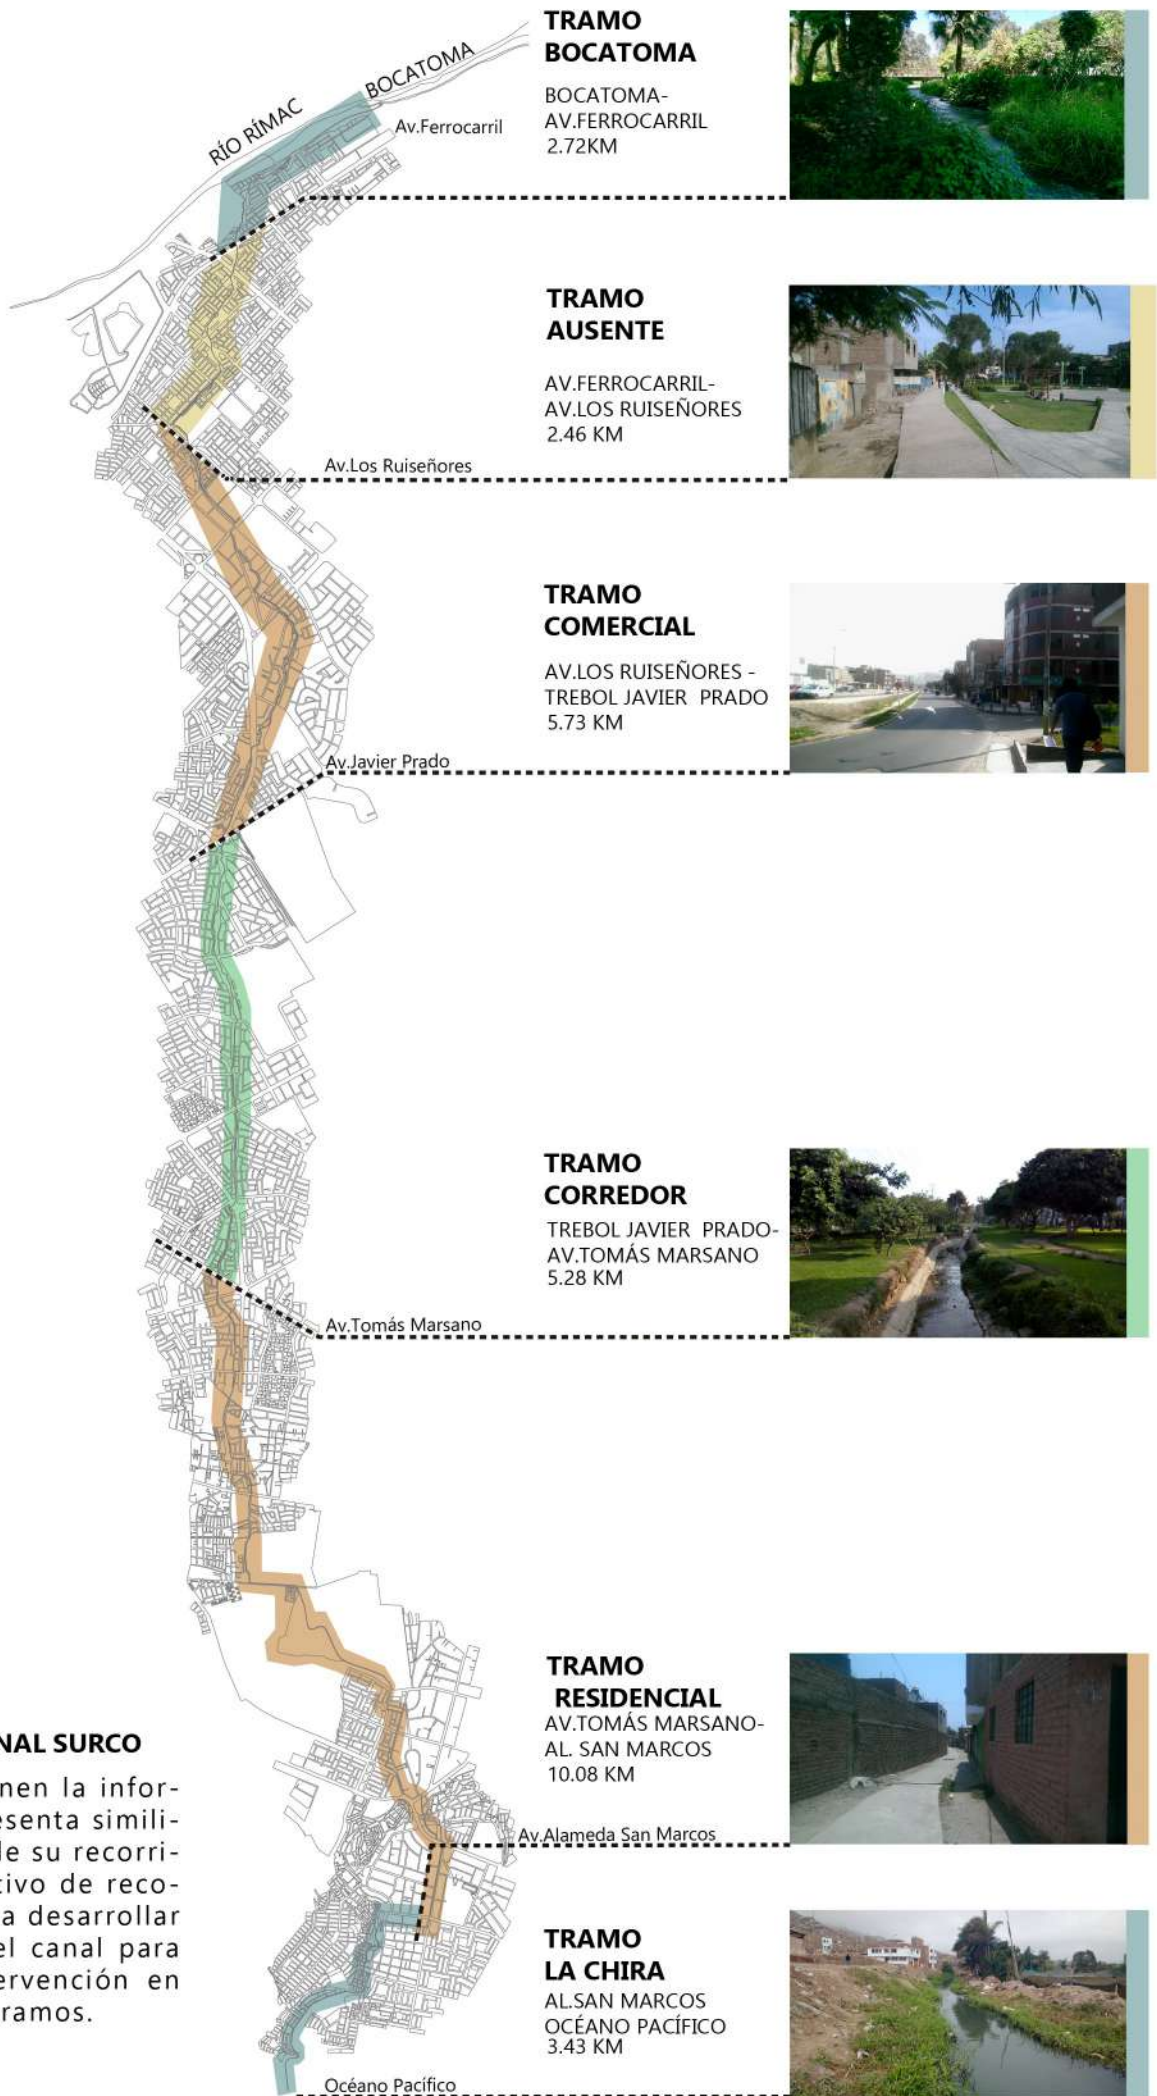 TRAMO
BOCATOMA
BOCATOMA-
AV.FERROCARRIL
2.72KM
BOCATOMA
RÍO RÍMAC
Av.Ferrocarril
TRAMO
AUSENTE
AV.FERROCARRIL-
AV.LOS RUISEÑORES
2.46 KM
Av.Los Ruiseñores
TRAMO
COMERCIAL
AV.LOS RUISEÑORES -
TREBOL JAVIER PRADO
5.73 KM
Av.Javier Prado
TRAMO
CORREDOR
TREBOL JAVIER PRADO-
AV.TOMÁS MARSANO
5.28 KM
Av.Tomás Marsano
TRAMO
RESIDENCIAL
AV.TOMÁS MARSANO-
AL. SAN MARCOS
10.08 KM
Av.Alameda San Marcos
NAL SURCO
nen la infor-
esenta simili-
le su recorri-
tivo de reco-
a desarrollar
el canal para
ervención en
ramos.
TRAMO
LA CHIRA
AL.SAN MARCOS
OCÉANO PACÍFICO
3.43 KM
Océano Pacífico